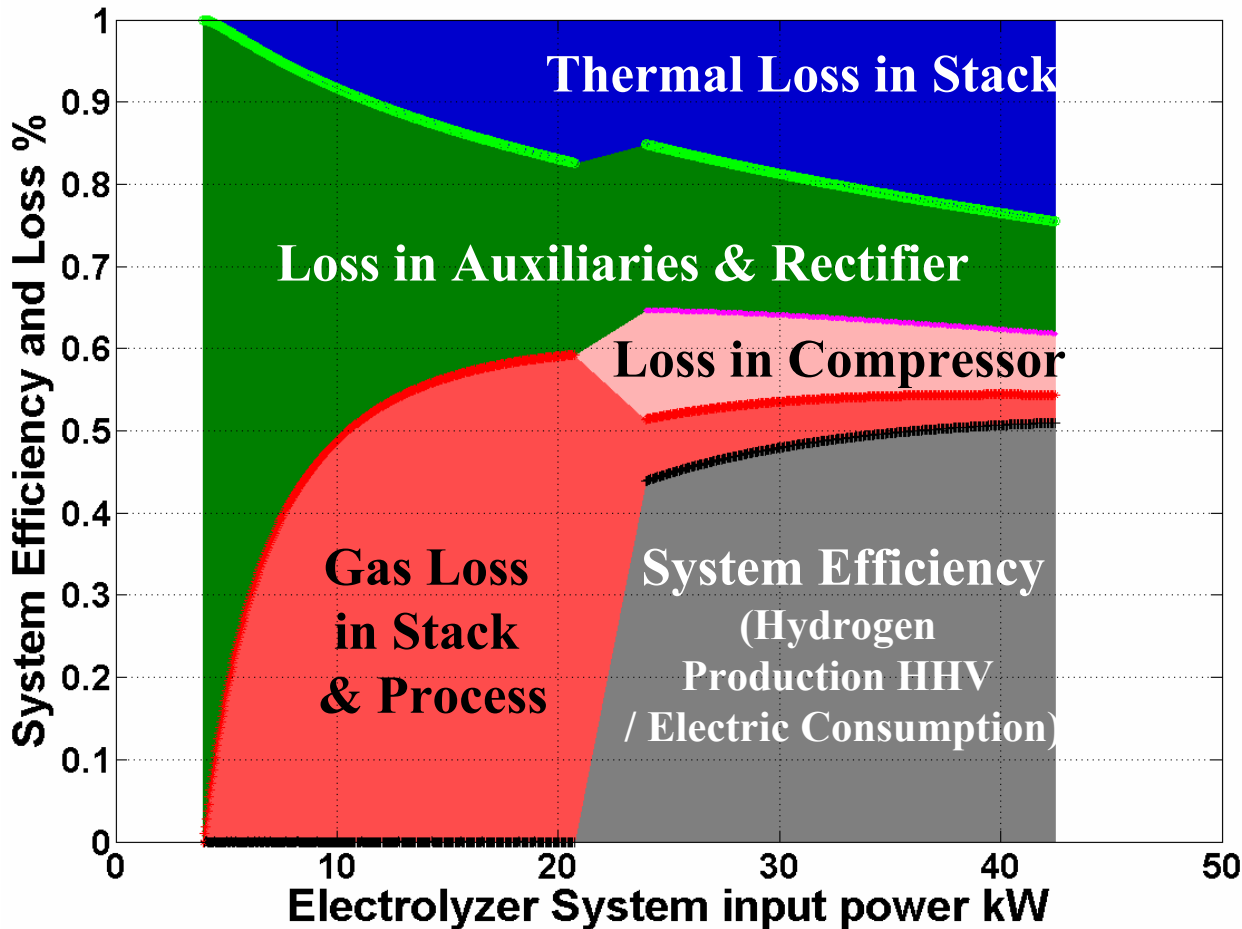 1
0.9
0.8
0.7
0.6
0.5
0.4
0.3
0.2
0.1
0
System Efficiency and Loss %
Thermal Loss in Stack
Loss in Auxiliaries & Rectifier
Loss in Compressor
Gas Loss
in Stack
& Process
System Efficiency
(Hydrogen
Production HHV
/ Electric Consumption)
0 10 20 30 40 50
Electrolyzer System input power kW